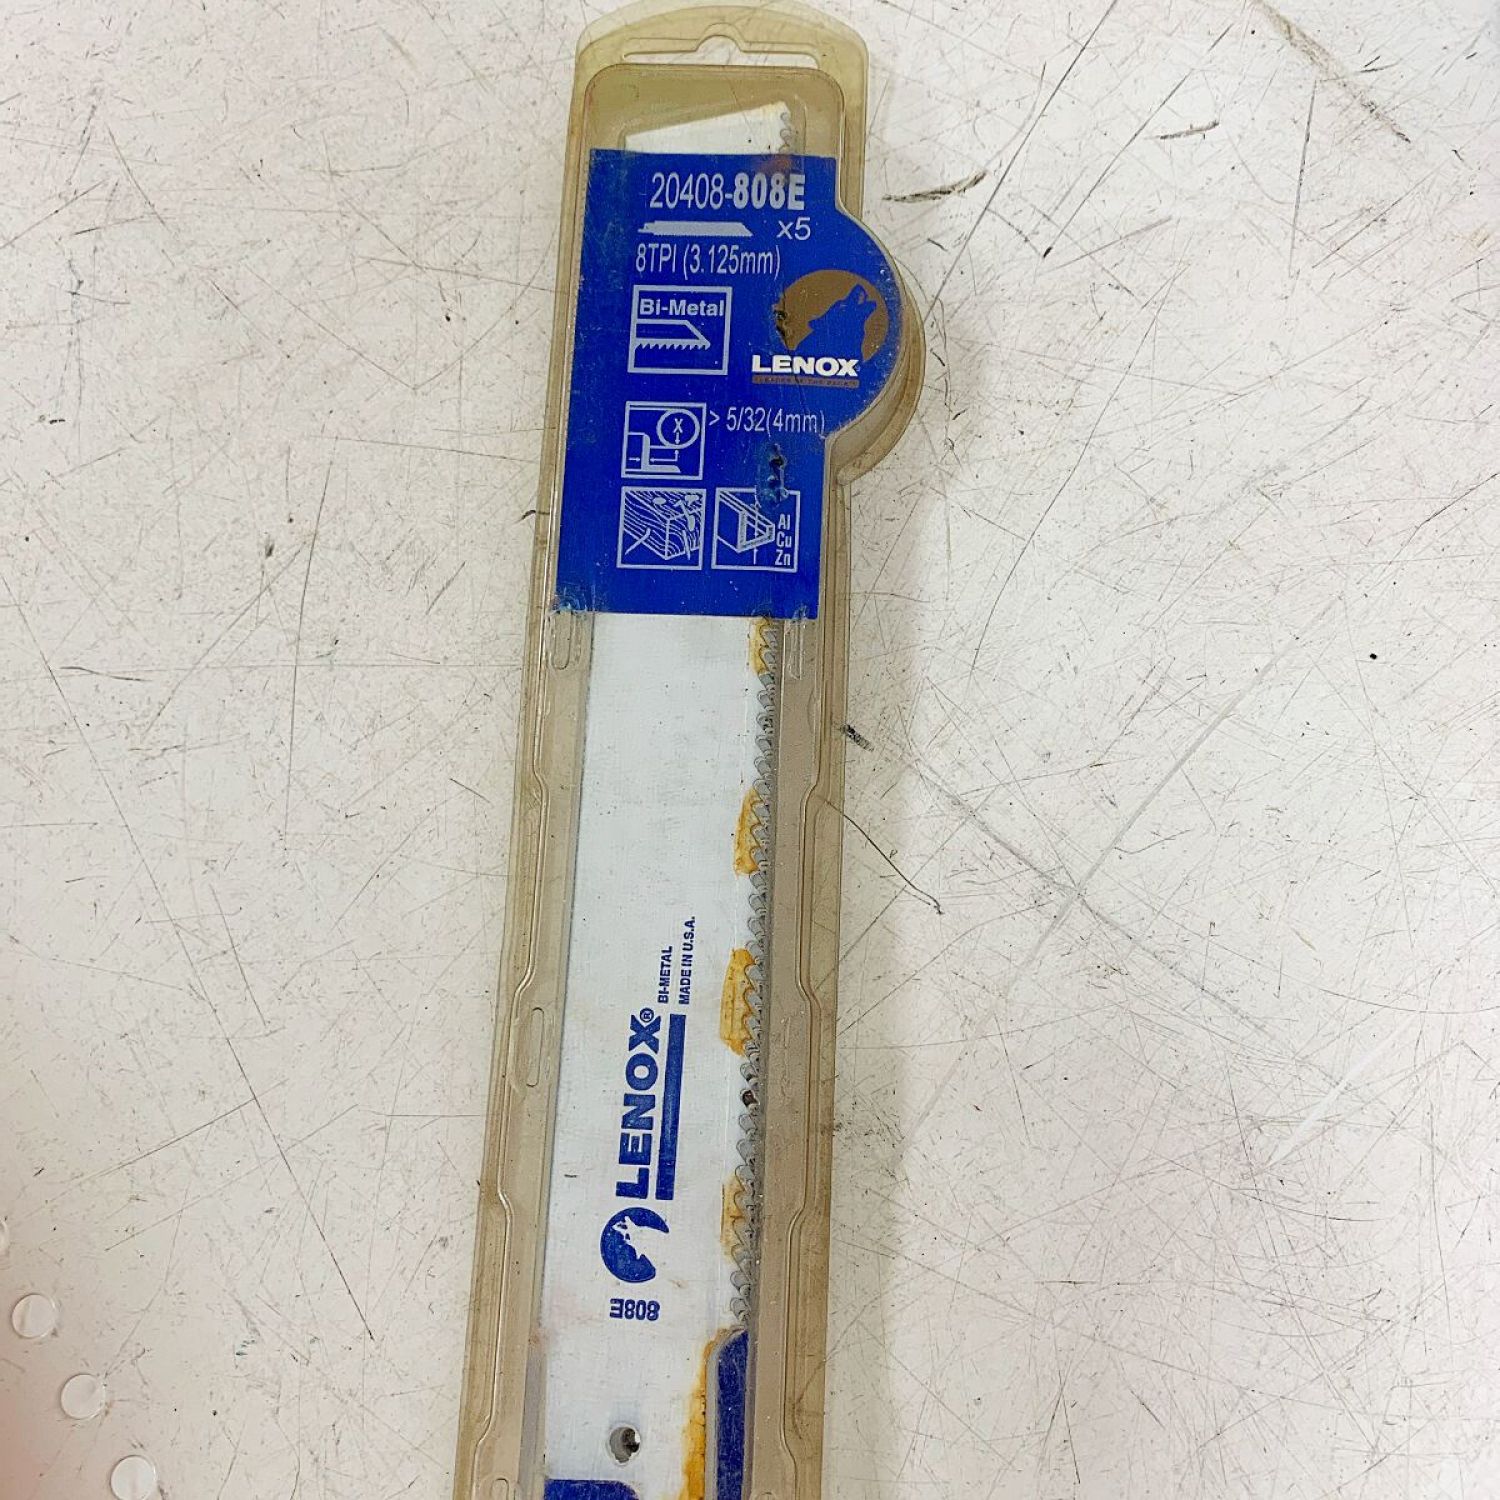 20408-808E
x5
8TPI (3.125mm)
Bi-Metal
LENOX
X
> 5/32(4mm)
Al
Cu
Zn
LENOX®
BI-METAL
MADE IN U.S.A.
808E